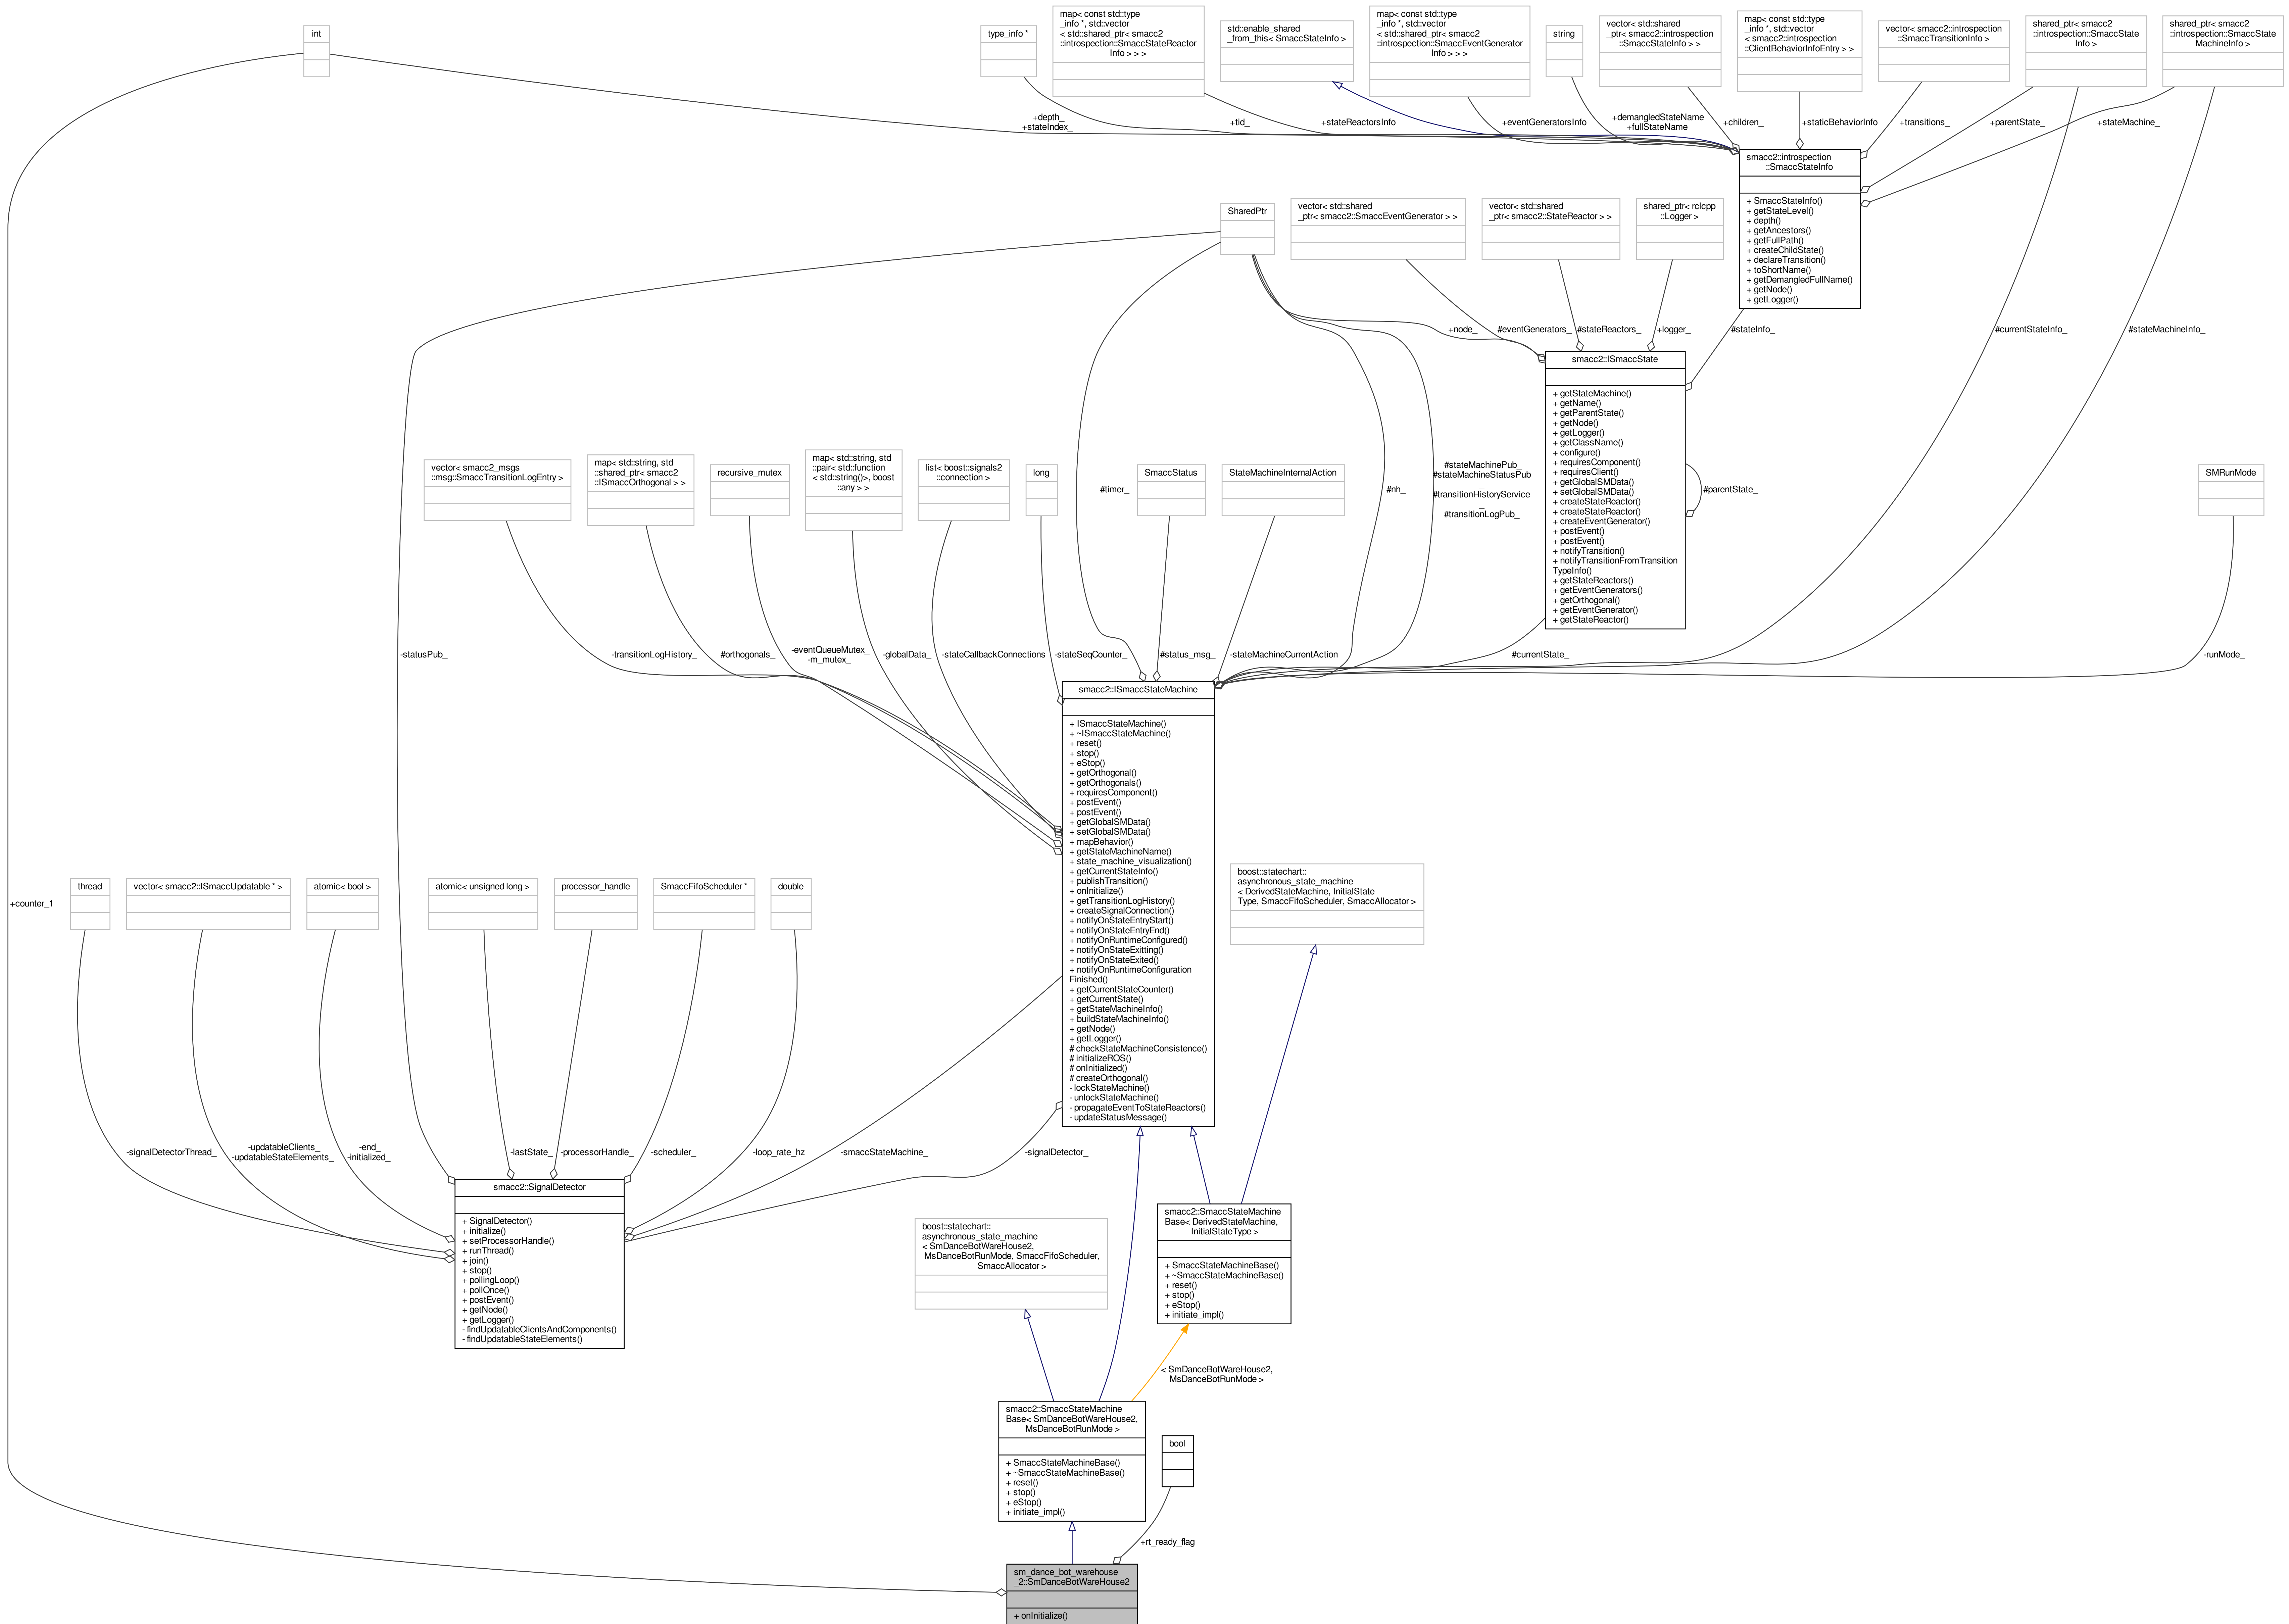 int
type_info *
map< const std::type
_info *, std::vector
< std::shared_ptr< smacc2
::introspection::SmaccStateReactor
Info > > >
std::enable_shared
_from_this< SmaccStateInfo >
map< const std::type
_info *, std::vector
< std::shared_ptr< smacc2
::introspection::SmaccEventGenerator
Info > > >
string
vector< std::shared
_ptr< smacc2::introspection
::SmaccStateInfo > >
map< const std::type
_info *, std::vector
< smacc2::introspection
::ClientBehaviorInfoEntry > >
vector< smacc2::introspection
::SmaccTransitionInfo >
shared_ptr< smacc2
::introspection::SmaccState
Info >
shared_ptr< smacc2
::introspection::SmaccState
MachineInfo >
+depth_
+stateIndex_
+tid_
+stateReactorsInfo
+eventGeneratorsInfo
+demangledStateName
+fullStateName
+children_
+staticBehaviorInfo
+transitions_
+parentState_
+stateMachine_
smacc2::introspection
::SmaccStateInfo
+ SmaccStateInfo()
+ getStateLevel()
+ depth()
+ getAncestors()
+ getFullPath()
+ createChildState()
+ declareTransition()
+ toShortName()
+ getDemangledFullName()
+ getNode()
+ getLogger()
SharedPtr
vector< std::shared
_ptr< smacc2::SmaccEventGenerator > >
vector< std::shared
_ptr< smacc2::StateReactor > >
shared_ptr< rclcpp
::Logger >
+node_
#eventGenerators_
#stateReactors_
+logger_
#stateInfo_
#currentStateInfo_
#stateMachineInfo_
smacc2::ISmaccState
+ getStateMachine()
+ getName()
+ getParentState()
+ getNode()
+ getLogger()
+ getClassName()
+ configure()
+ requiresComponent()
+ requiresClient()
+ getGlobalSMData()
+ setGlobalSMData()
+ createStateReactor()
+ createStateReactor()
+ createEventGenerator()
+ postEvent()
+ postEvent()
+ notifyTransition()
+ notifyTransitionFromTransition
TypeInfo()
+ getStateReactors()
+ getEventGenerators()
+ getOrthogonal()
+ getEventGenerator()
+ getStateReactor()
#parentState_
vector< smacc2_msgs
::msg::SmaccTransitionLogEntry >
map< std::string, std
::shared_ptr< smacc2
::ISmaccOrthogonal > >
recursive_mutex
map< std::string, std
::pair< std::function
< std::string()>, boost
::any > >
list< boost::signals2
::connection >
long
#timer_
SmaccStatus
StateMachineInternalAction
#nh_
#stateMachinePub_
#stateMachineStatusPub
_
#transitionHistoryService
_
#transitionLogPub_
SMRunMode
-statusPub_
-transitionLogHistory_
#orthogonals_
-eventQueueMutex_
-m_mutex_
-globalData_
-stateCallbackConnections
-stateSeqCounter_
#status_msg_
-stateMachineCurrentAction
#currentState_
-runMode_
smacc2::ISmaccStateMachine
+ ISmaccStateMachine()
+ ~ISmaccStateMachine()
+ reset()
+ stop()
+ eStop()
+ getOrthogonal()
+ getOrthogonals()
+ requiresComponent()
+ postEvent()
+ postEvent()
+ getGlobalSMData()
+ setGlobalSMData()
+ mapBehavior()
+ getStateMachineName()
+ state_machine_visualization()
+ getCurrentStateInfo()
+ publishTransition()
+ onInitialize()
+ getTransitionLogHistory()
+ createSignalConnection()
+ notifyOnStateEntryStart()
+ notifyOnStateEntryEnd()
+ notifyOnRuntimeConfigured()
+ notifyOnStateExitting()
+ notifyOnStateExited()
+ notifyOnRuntimeConfiguration
Finished()
+ getCurrentStateCounter()
+ getCurrentState()
+ getStateMachineInfo()
+ buildStateMachineInfo()
+ getNode()
+ getLogger()
# checkStateMachineConsistence()
# initializeROS()
# onInitialized()
# createOrthogonal()
- lockStateMachine()
- unlockStateMachine()
- propagateEventToStateReactors()
- updateStatusMessage()
+counter_1
thread
vector< smacc2::ISmaccUpdatable * >
atomic< bool >
atomic< unsigned long >
processor_handle
SmaccFifoScheduler *
double
boost::statechart::
asynchronous_state_machine
< DerivedStateMachine, InitialState
Type, SmaccFifoScheduler, SmaccAllocator >
-signalDetectorThread_
-updatableClients_
-updatableStateElements_
-end_
-initialized_
-lastState_
-processorHandle_
-scheduler_
-loop_rate_hz
-smaccStateMachine_
-signalDetector_
smacc2::SignalDetector
+ SignalDetector()
+ initialize()
+ setProcessorHandle()
+ runThread()
+ join()
+ stop()
+ pollingLoop()
+ pollOnce()
+ postEvent()
+ getNode()
+ getLogger()
- findUpdatableClientsAndComponents()
- findUpdatableStateElements()
boost::statechart::
asynchronous_state_machine
< SmDanceBotWareHouse2,
MsDanceBotRunMode, SmaccFifoScheduler,
SmaccAllocator >
smacc2::SmaccStateMachine
Base< DerivedStateMachine,
InitialStateType >
+ SmaccStateMachineBase()
+ ~SmaccStateMachineBase()
+ reset()
+ stop()
+ eStop()
+ initiate_impl()
< SmDanceBotWareHouse2,
MsDanceBotRunMode >
smacc2::SmaccStateMachine
Base< SmDanceBotWareHouse2,
MsDanceBotRunMode >
+ SmaccStateMachineBase()
+ ~SmaccStateMachineBase()
+ reset()
+ stop()
+ eStop()
+ initiate_impl()
bool
+rt_ready_flag
sm_dance_bot_warehouse
_2::SmDanceBotWareHouse2
+ onInitialize()